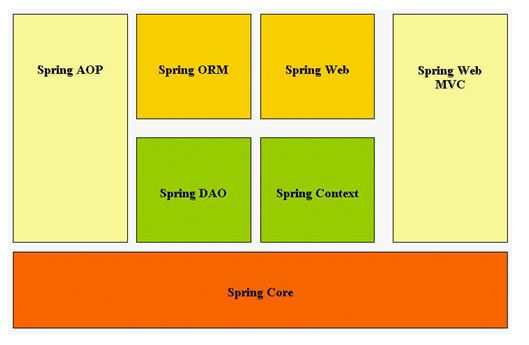 Spring AOP
Spring ORM
Spring Web
Spring Web
MVC
Spring DAO
Spring Context
Spring Core